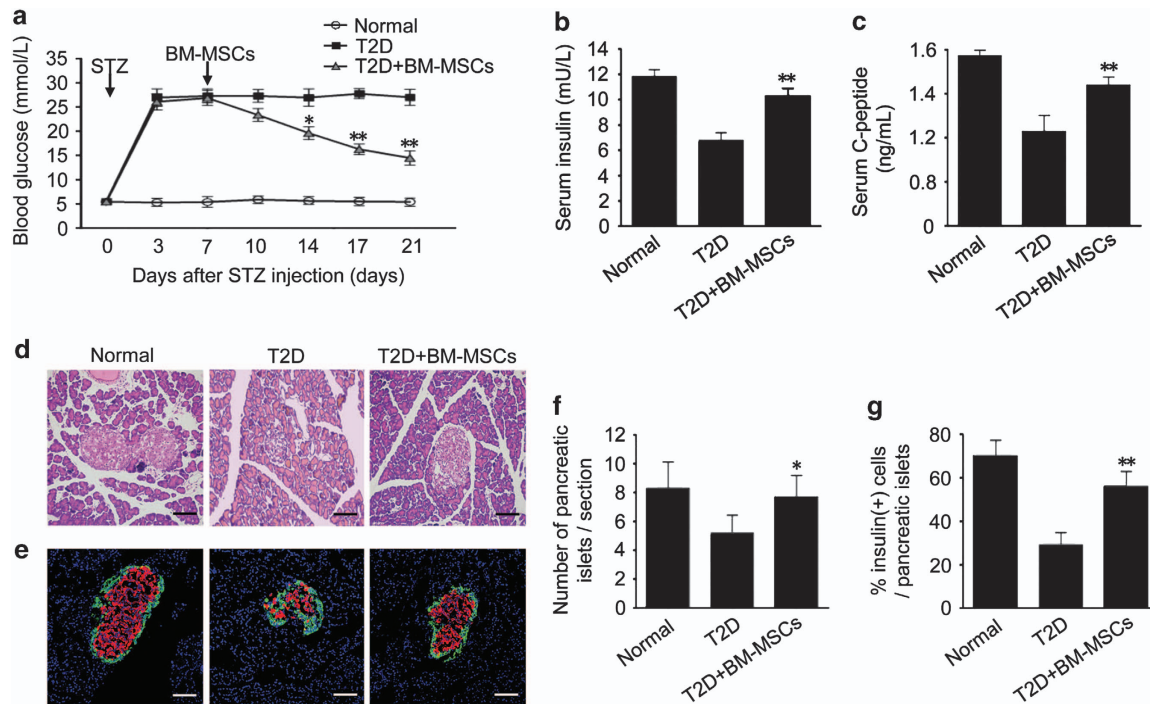 a
Normal
T2D
T2D+BM-MSCs
STZ
BM-MSCs
Blood glucose (mmol/L)
35
30
25
20
15
10
5
0
*
**
**
0 3 7 10 14 17 21
Days after STZ injection (days)
b
Serum insulin (mU/L)
14
12
10
8
6
4
2
0
**
Normal
T2D
T2D+BM-MSCs
c
Serum C-peptide
(ng/mL)
1.6
1.2
1.8
0
**
Normal
T2D
T2D+BM-MSCs
d
Normal T2D T2D+BM-MSCs
e
f
Number of pancreatic
islets / section
12
10
8
6
4
2
0
*
Normal
T2D
T2D+BM-MSCs
g
% insulin(+) cells
/ pancreatic islets
80
60
40
20
0
**
Normal
T2D
T2D+BM-MSCs